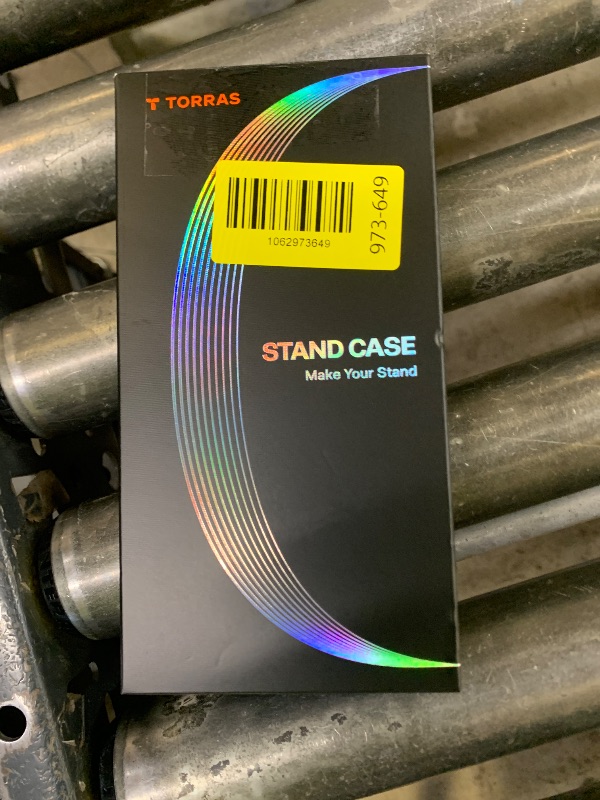 TORRAS
1062973649
973-649
STAND CASE
Make Your Stand